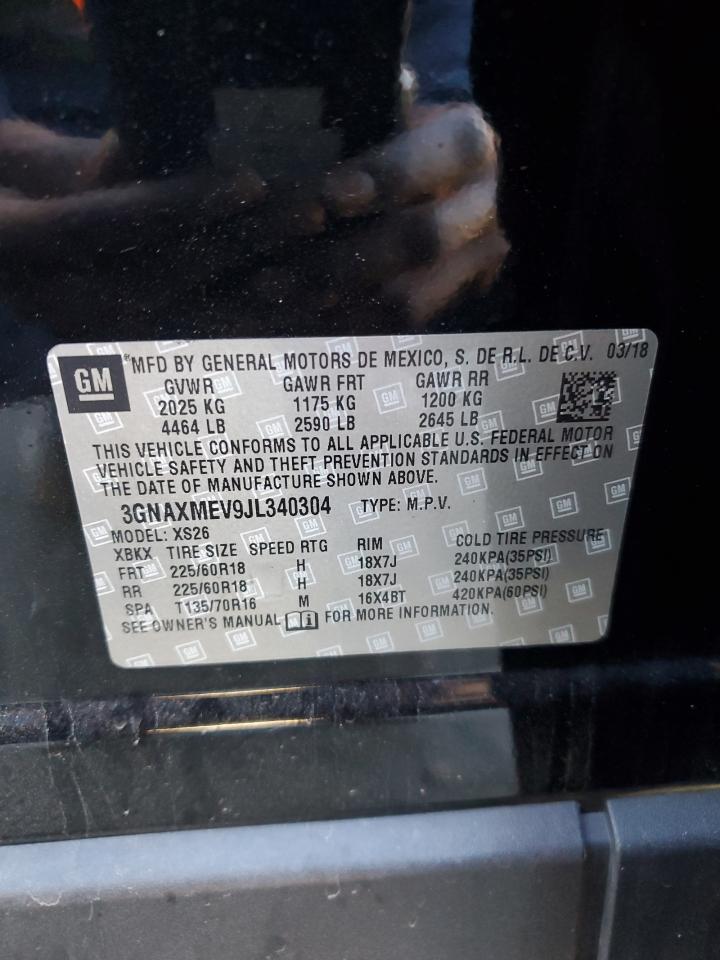 GM ®MFD BY GENERAL MOTORS DE MEXICO, S. DE R.L. DE C.V. 03/18
GVWR GAWR FRT GAWR RR
2025 KG 1175 KG 1200 KG
4464 LB 2590 LB 2645 LB
THIS VEHICLE CONFORMS TO ALL APPLICABLE U.S. FEDERAL MOTOR
VEHICLE SAFETY AND THEFT PREVENTION STANDARDS IN EFFECT ON
THE DATE OF MANUFACTURE SHOWN ABOVE.
3GNAXMEV9JL340304 TYPE: M.P.V.
MODEL: XS26
XBKX TIRE SIZE SPEED RTG RIM COLD TIRE PRESSURE
FRT 225/60R18 H 18X7J 240KPA(35PSI)
RR 225/60R18 H 18X7J 240KPA(35PSI)
SPA T135/70R16 M 16X4BT 420KPA(60PSI)
SEE OWNER'S MANUAL i FOR MORE INFORMATION.